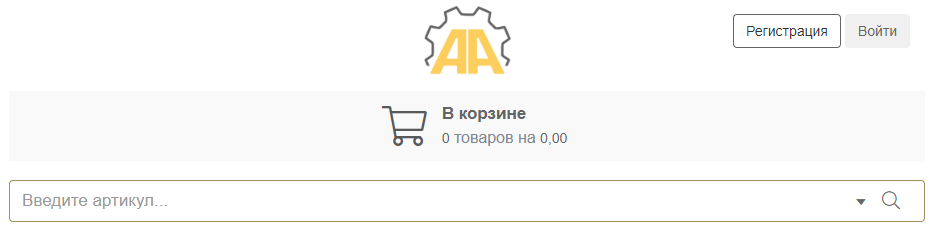 AA
Регистрация
Войти
В корзине
0 товаров на 0,00
Введите артикул...